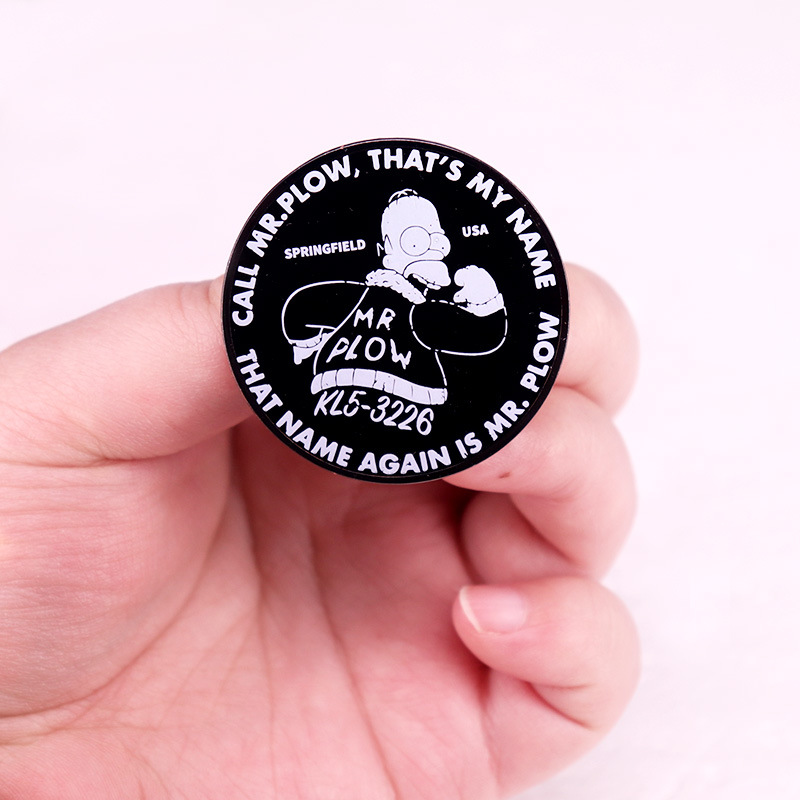 CALL MR.PLOW, THAT'S MY NAME
SPRINGFIELD USA
MR
PLOW
KL5-3226
THAT NAME AGAIN IS MR. PLOW